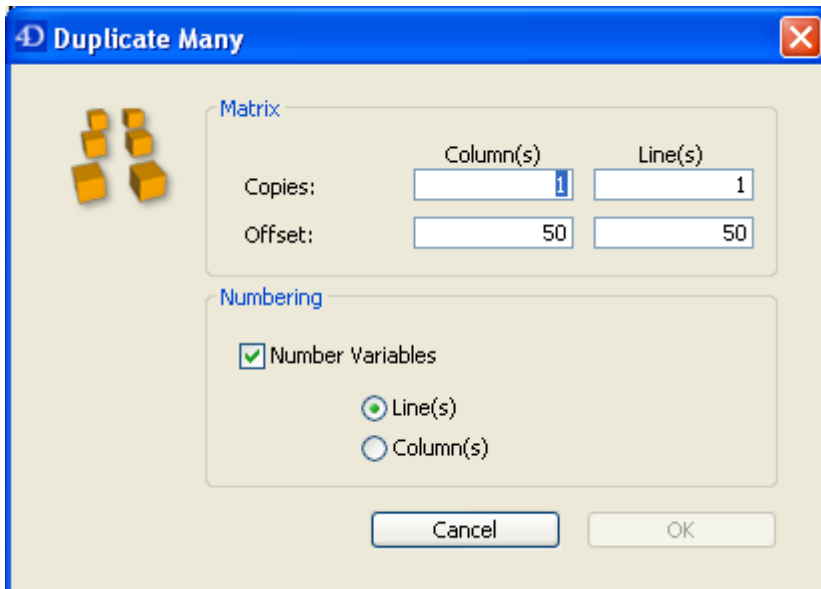 4D Duplicate Many
Matrix
Column(s) Line(s)
Copies: 1 1
Offset: 50 50
Numbering
Number Variables
Line(s)
Column(s)
Cancel OK